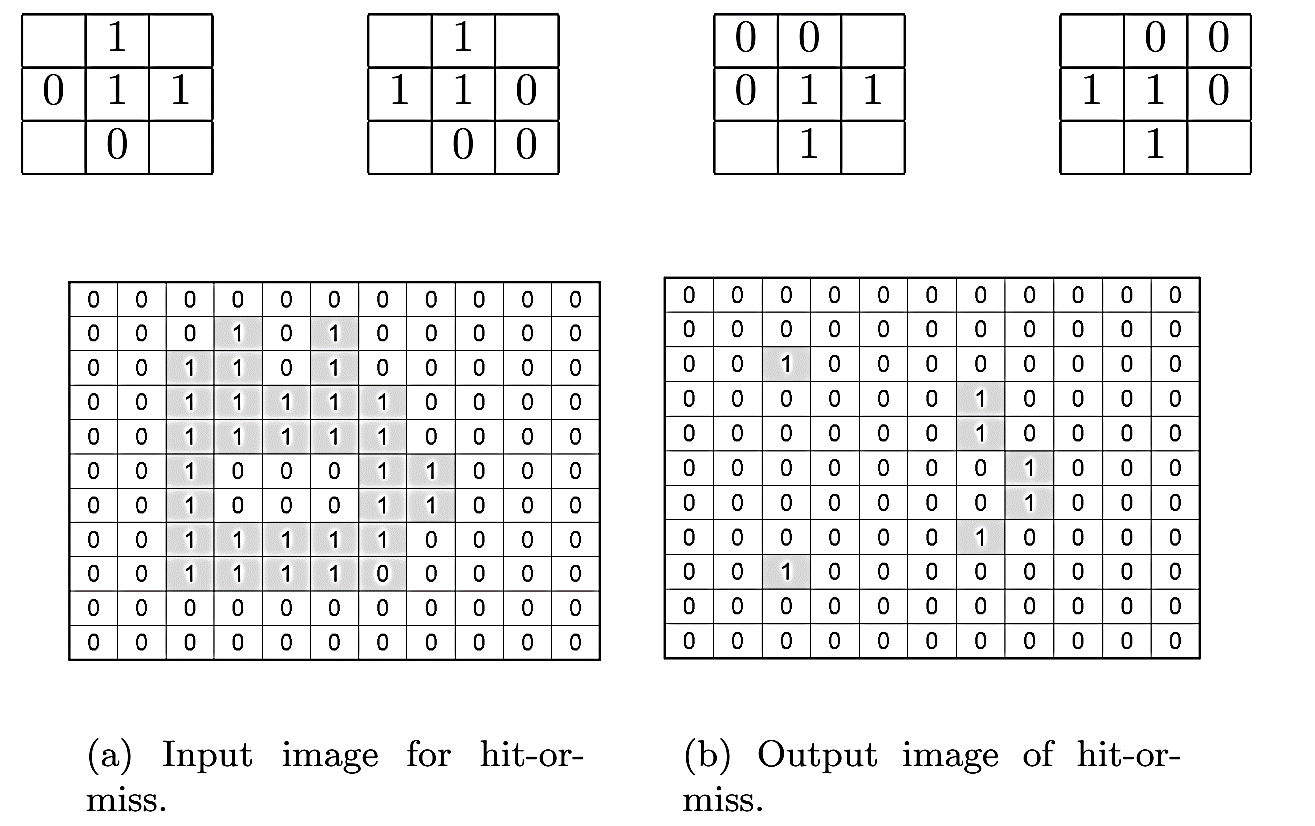 1 1 0 0 0 0
0 1 1 1 1 0 0 1 1 1 1 0
0 0 0 1 1
0 0 0 0 0 0 0 0 0 0 0
0 0 0 1 0 1 0 0 0 0 0
0 0 1 1 0 1 0 0 0 0 0
0 0 1 1 1 1 1 0 0 0 0
0 0 1 1 1 1 1 0 0 0 0
0 0 1 0 0 0 1 1 0 0 0
0 0 1 0 0 0 1 1 0 0 0
0 0 1 1 1 1 1 0 0 0 0
0 0 1 1 1 1 0 0 0 0 0
0 0 0 0 0 0 0 0 0 0 0
0 0 0 0 0 0 0 0 0 0 0
(a) Input image for hit-or-
miss.
0 0 0 0 0 0 0 0 0 0 0
0 0 0 0 0 0 0 0 0 0 0
0 0 1 0 0 0 0 0 0 0 0
0 0 0 0 0 0 1 0 0 0 0
0 0 0 0 0 0 1 0 0 0 0
0 0 0 0 0 0 0 1 0 0 0
0 0 0 0 0 0 0 1 0 0 0
0 0 0 0 0 0 1 0 0 0 0
0 0 1 0 0 0 0 0 0 0 0
0 0 0 0 0 0 0 0 0 0 0
0 0 0 0 0 0 0 0 0 0 0
(b) Output image of hit-or-
miss.